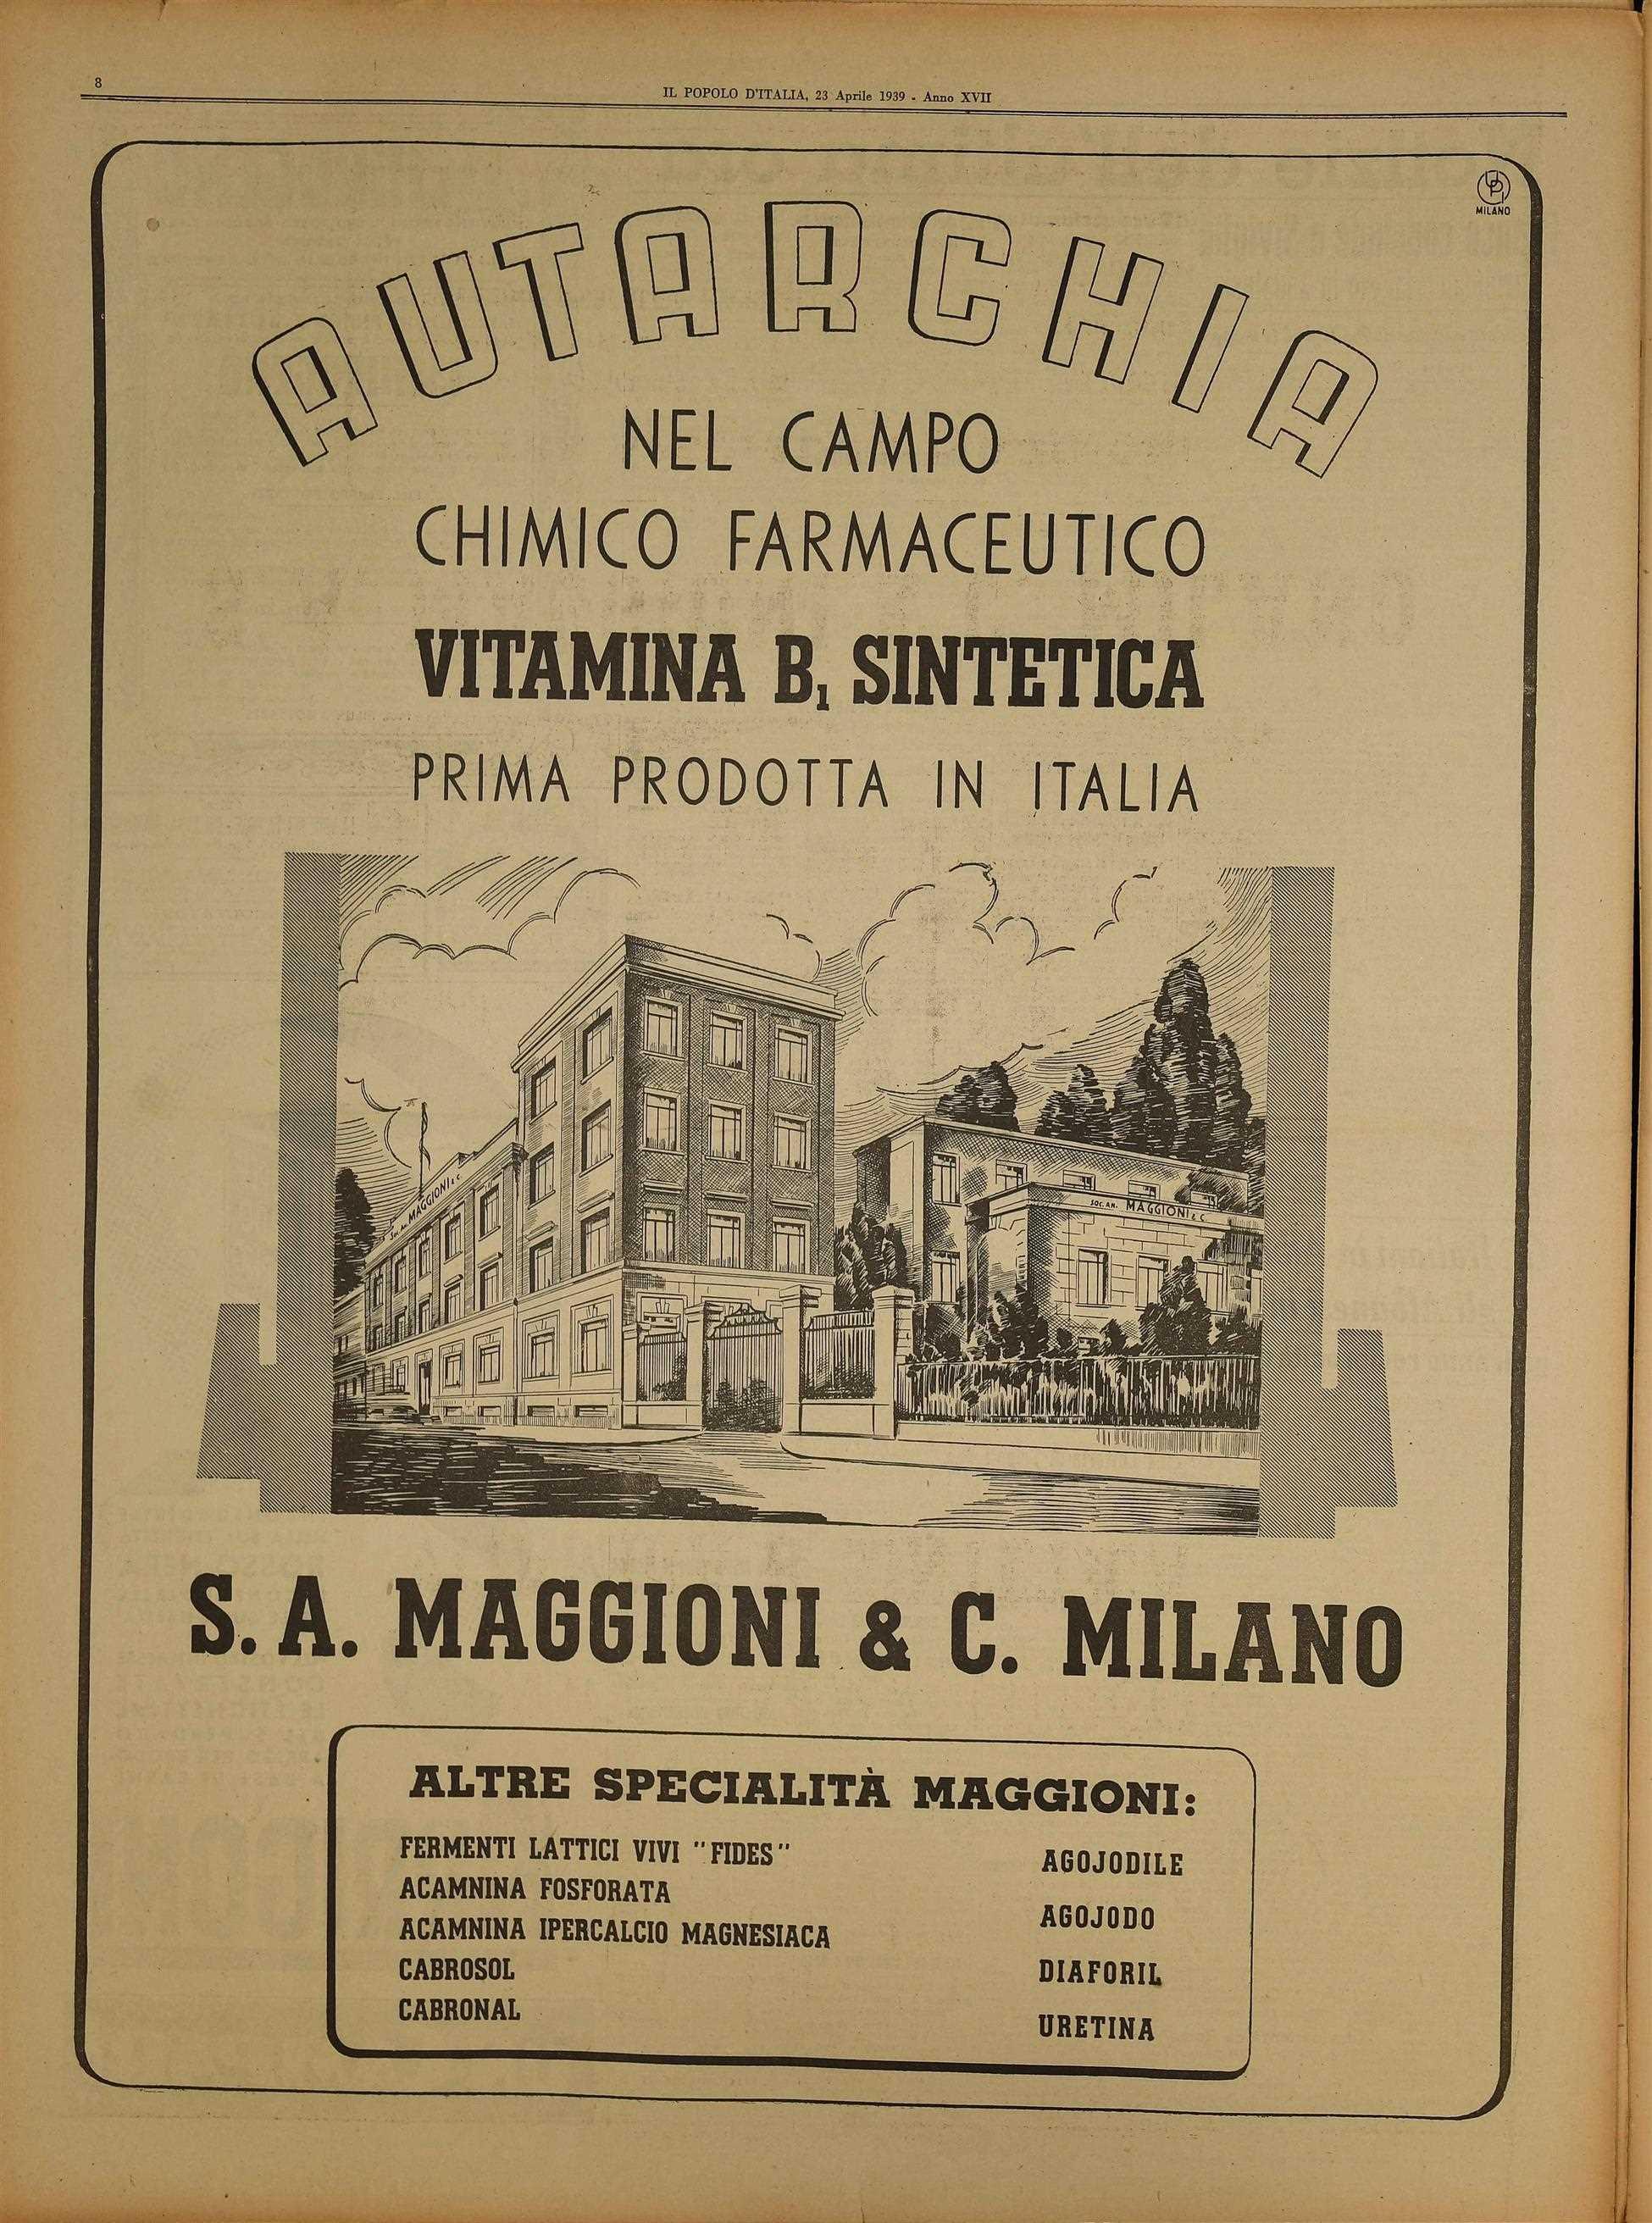 8
IL POPOLO D'ITALIA, 23 Aprile 1939 - Anno XVII
UPI
MILANO
AUTARCHIA
NEL CAMPO
CHIMICO FARMACEUTICO
VITAMINA B₁ SINTETICA
PRIMA PRODOTTA IN ITALIA
Soc. An. MAGGIONI & C.
SOC. AN. MAGGIONI & C.
S. A. MAGGIONI & C. MILANO
ALTRE SPECIALITÀ MAGGIONI:
FERMENTI LATTICI VIVI "FIDES"
ACAMNINA FOSFORATA
ACAMNINA IPERCALCIO MAGNESIACA
CABROSOL
CABRONAL
AGOJODILE
AGOJODO
DIAFORIL
URETINA